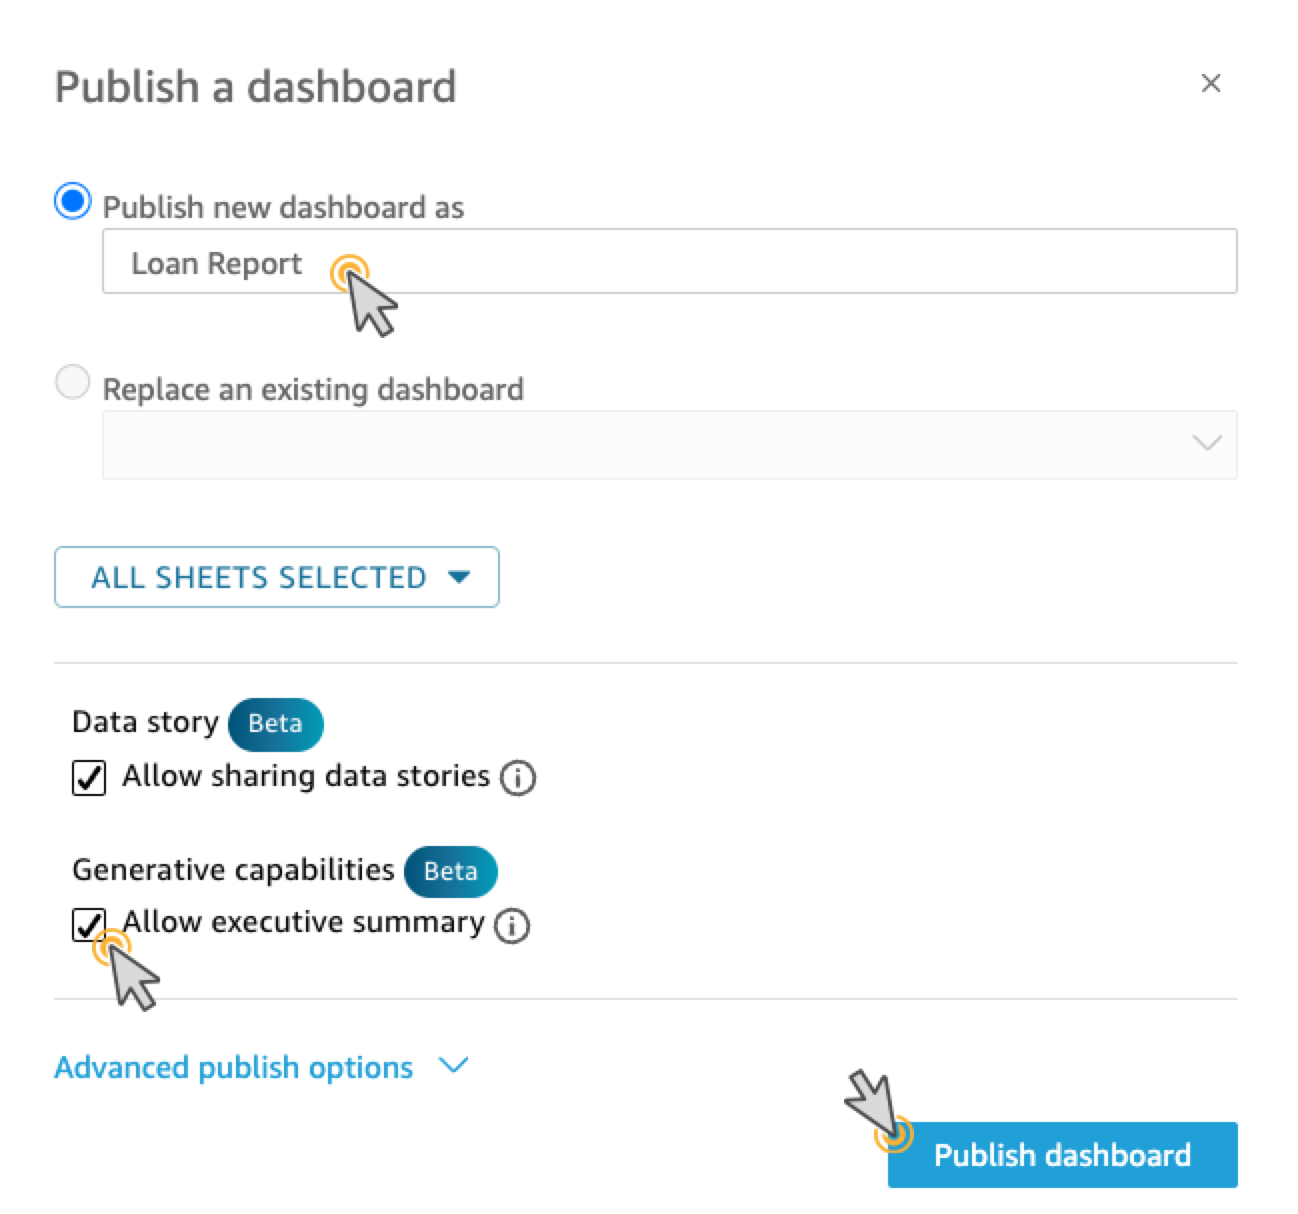 Publish a dashboard
Publish new dashboard as
Loan Report
Replace an existing dashboard
ALL SHEETS SELECTED
Data story Beta
Allow sharing data stories
Generative capabilities Beta
Allow executive summary
Advanced publish options
Publish dashboard